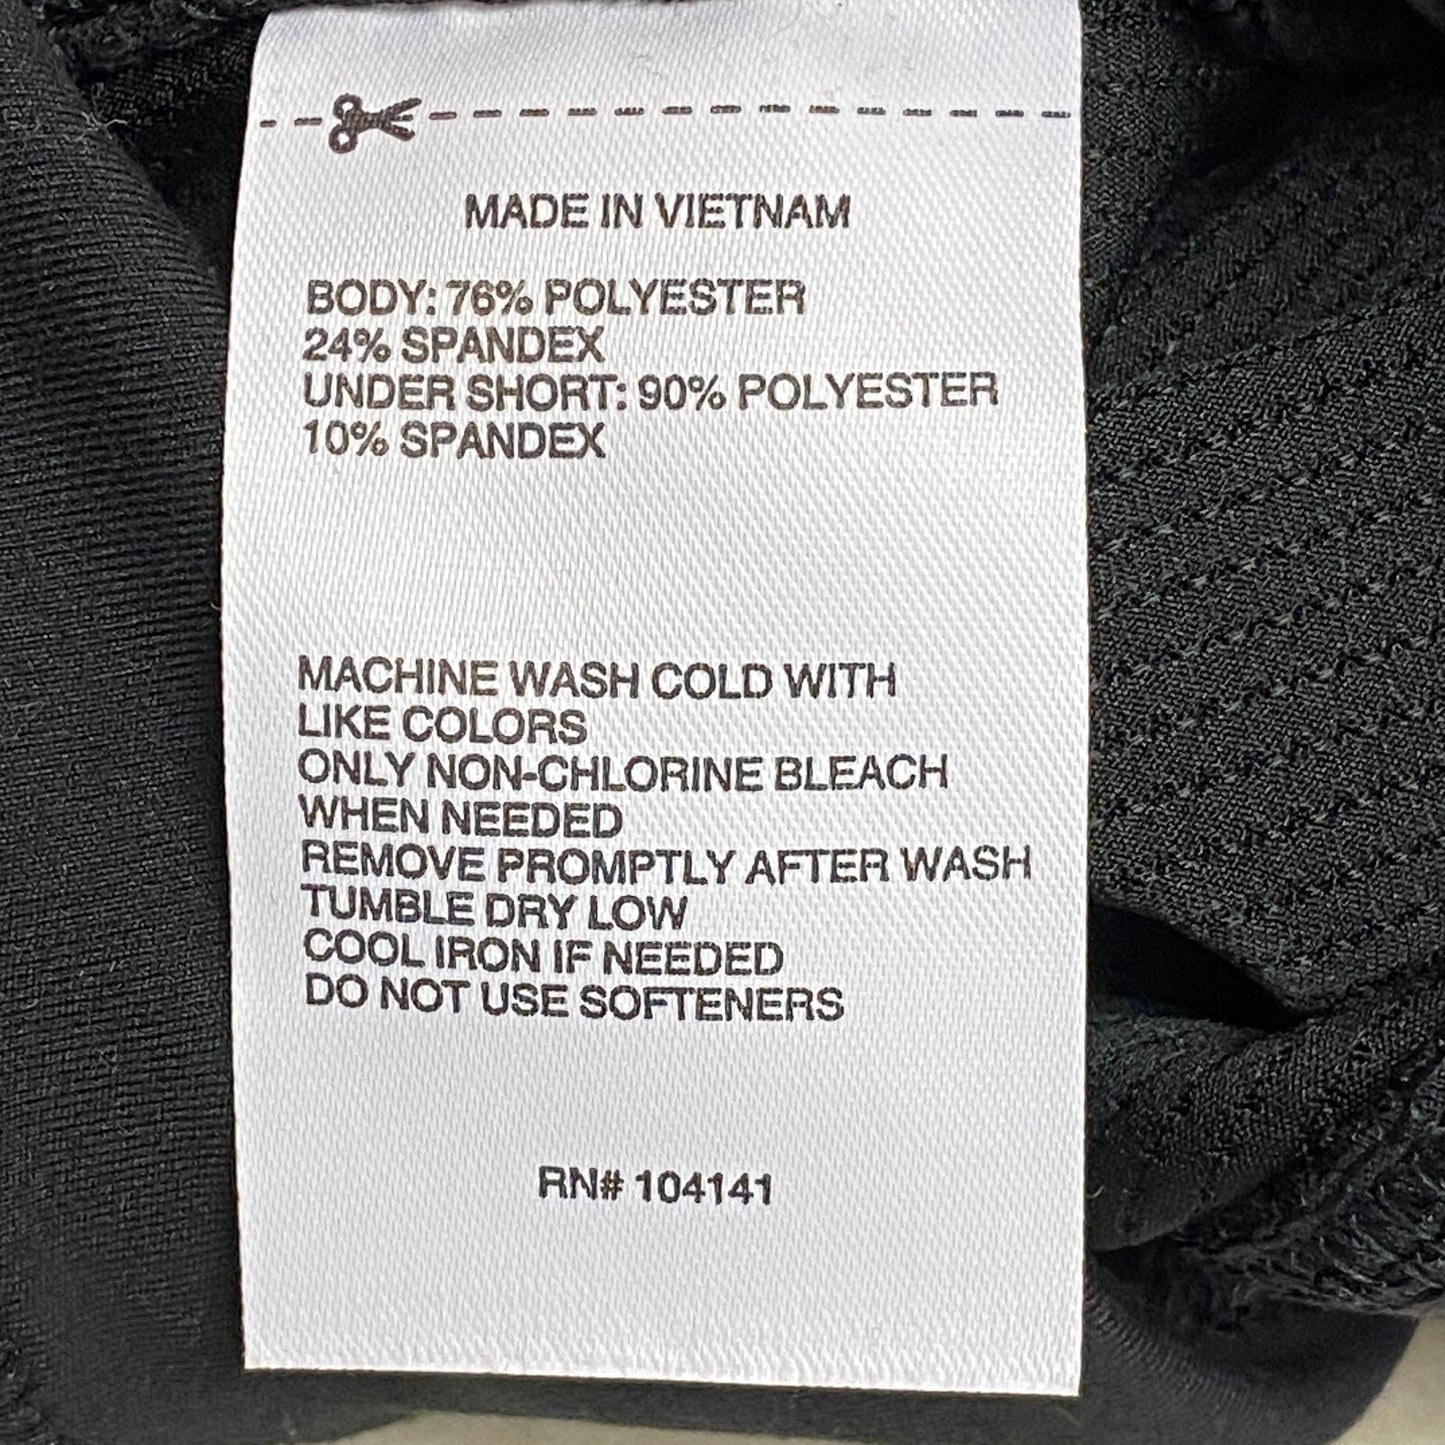 MADE IN VIETNAM
BODY: 76% POLYESTER
24% SPANDEX
UNDER SHORT: 90% POLYESTER
10% SPANDEX
MACHINE WASH COLD WITH
LIKE COLORS
ONLY NON-CHLORINE BLEACH
WHEN NEEDED
REMOVE PROMPTLY AFTER WASH
TUMBLE DRY LOW
COOL IRON IF NEEDED
DO NOT USE SOFTENERS
RN# 104141